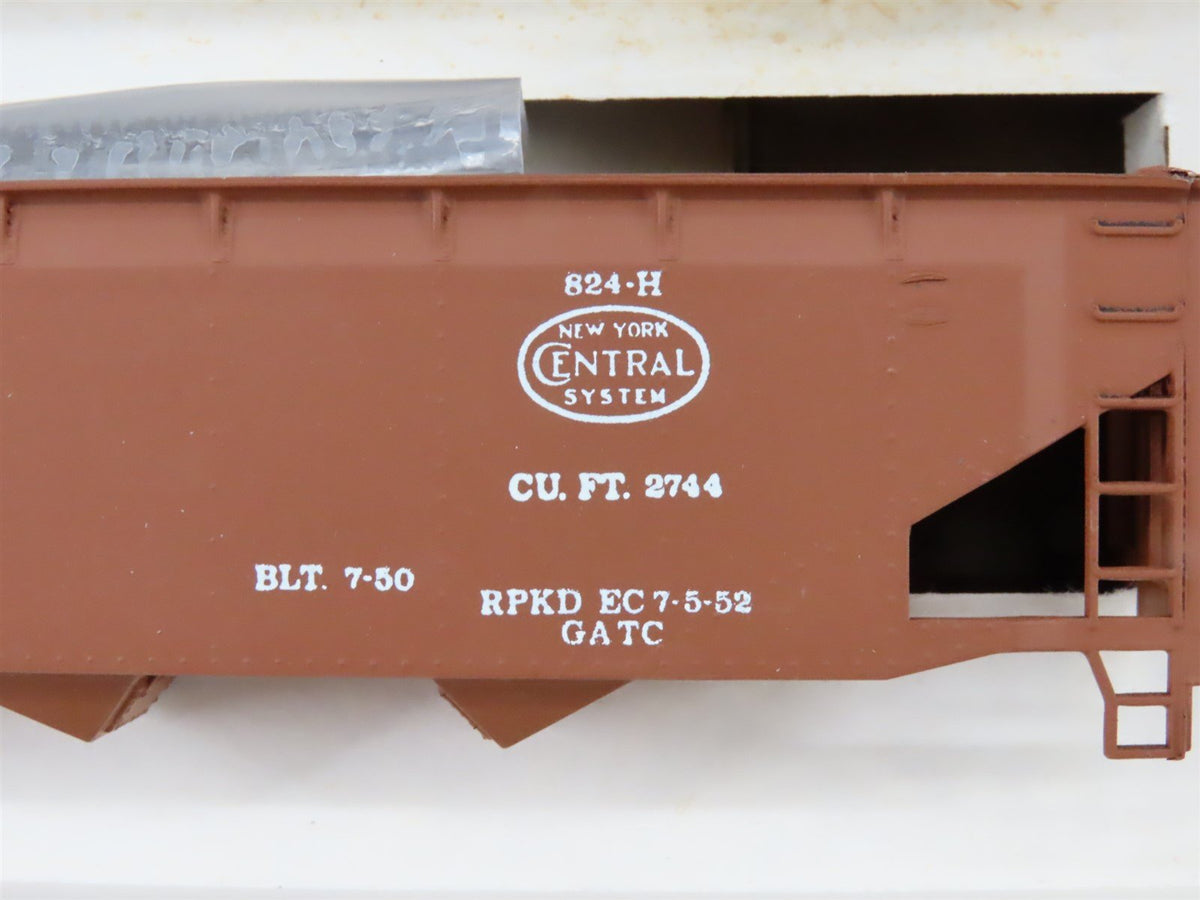 824-H
NEW YORK
CENTRAL
SYSTEM
CU. FT. 2744
BLT. 7-50
RPKD EC 7-5-52
GATC